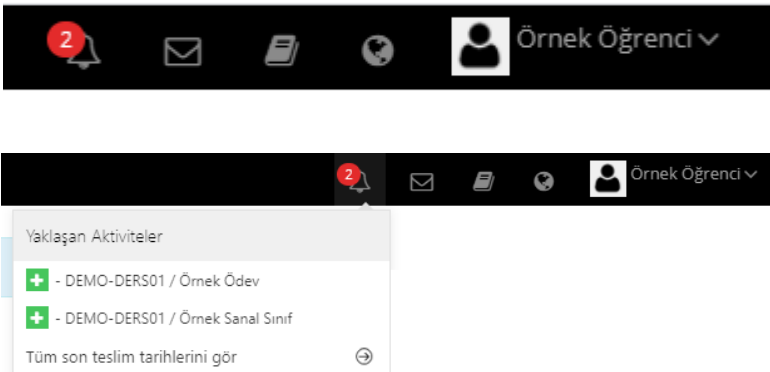 2
Örnek Öğrenci
2
Örnek Öğrenci
Yaklaşan Aktiviteler
- DEMO-DERS01 / Örnek Ödev
- DEMO-DERS01 / Örnek Sanal Sınıf
Tüm son teslim tarihlerini gör